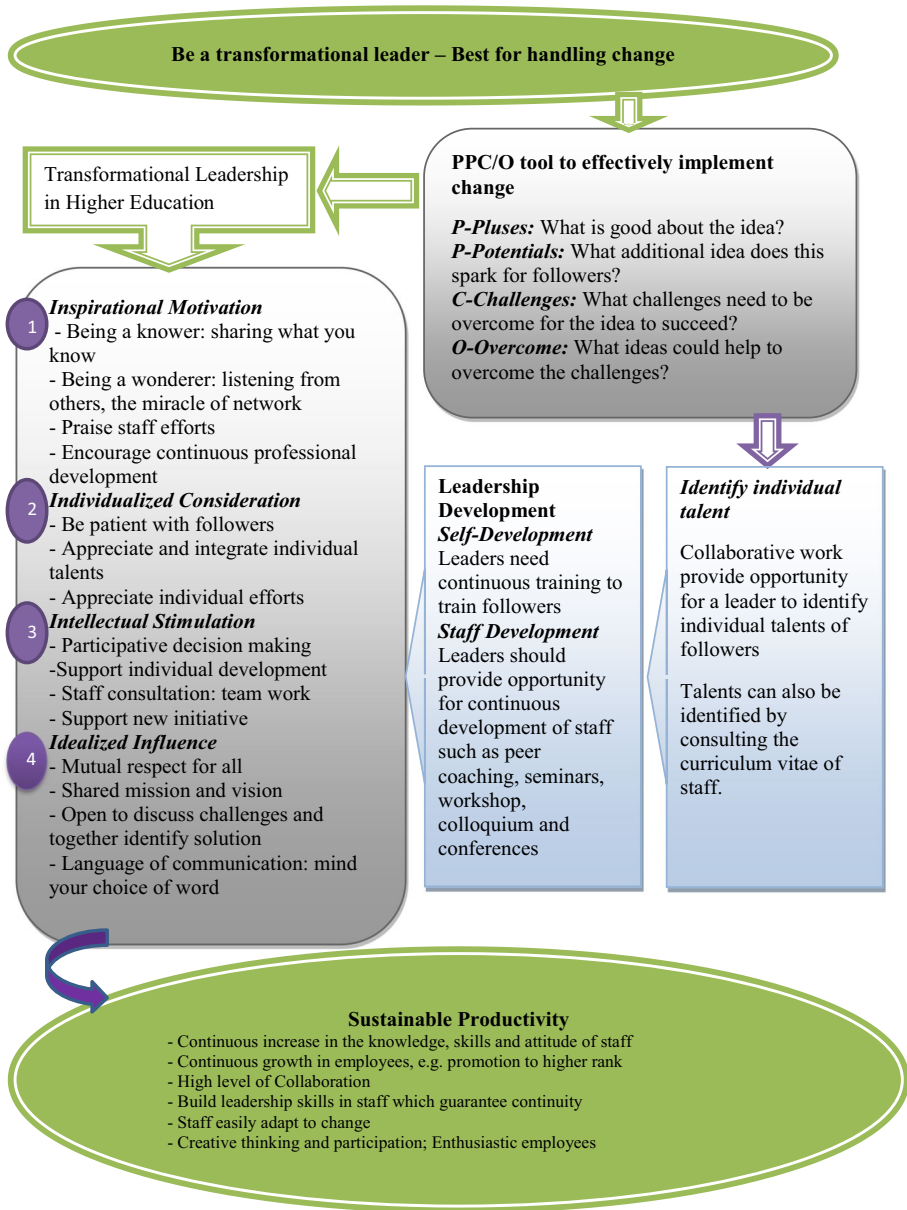 Be a transformational leader – Best for handling change
Transformational Leadership
in Higher Education
PPC/O tool to effectively implement
change
P-Pluses: What is good about the idea?
P-Potentials: What additional idea does this
spark for followers?
C-Challenges: What challenges need to be
overcome for the idea to succeed?
O-Overcome: What ideas could help to
overcome the challenges?
1
Inspirational Motivation
- Being a knower: sharing what you
know
- Being a wonderer: listening from
others, the miracle of network
- Praise staff efforts
- Encourage continuous professional
development
2
Individualized Consideration
- Be patient with followers
- Appreciate and integrate individual
talents
- Appreciate individual efforts
3
Intellectual Stimulation
- Participative decision making
-Support individual development
- Staff consultation: team work
- Support new initiative
4
Idealized Influence
- Mutual respect for all
- Shared mission and vision
- Open to discuss challenges and
together identify solution
- Language of communication: mind
your choice of word
Leadership
Development
Self-Development
Leaders need
continuous training to
train followers
Staff Development
Leaders should
provide opportunity
for continuous
development of staff
such as peer
coaching, seminars,
workshop,
colloquium and
conferences
Identify individual
talent
Collaborative work
provide opportunity
for a leader to identify
individual talents of
followers
Talents can also be
identified by
consulting the
curriculum vitae of
staff.
Sustainable Productivity
- Continuous increase in the knowledge, skills and attitude of staff
- Continuous growth in employees, e.g. promotion to higher rank
- High level of Collaboration
- Build leadership skills in staff which guarantee continuity
- Staff easily adapt to change
- Creative thinking and participation; Enthusiastic employees